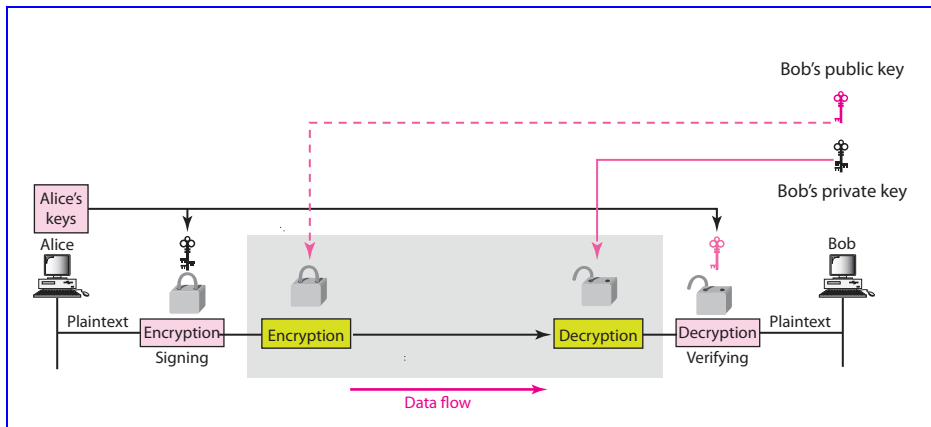 Bob's public key
Bob's private key
Alice's
keys
Alice
Bob
Plaintext
Encryption
Encryption
Decryption
Decryption
Plaintext
Signing
Verifying
Data flow